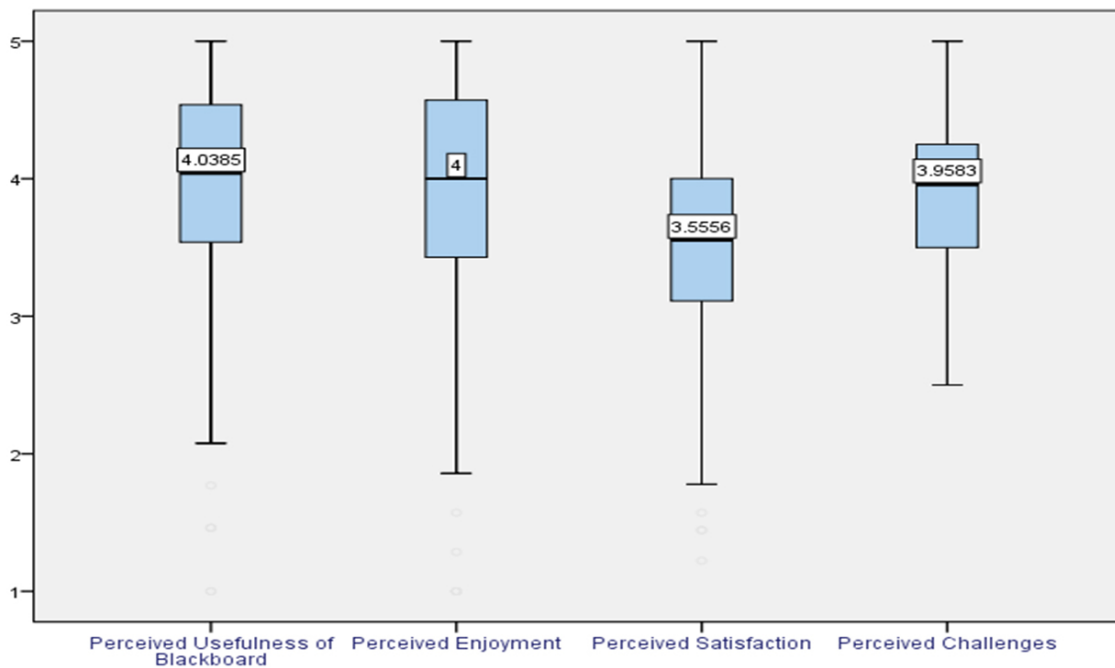 5
4.0385
4
4
3.9583
3.5556
3
2
1
Perceived Usefulness of
Blackboard
Perceived Enjoyment
Perceived Satisfaction
Perceived Challenges